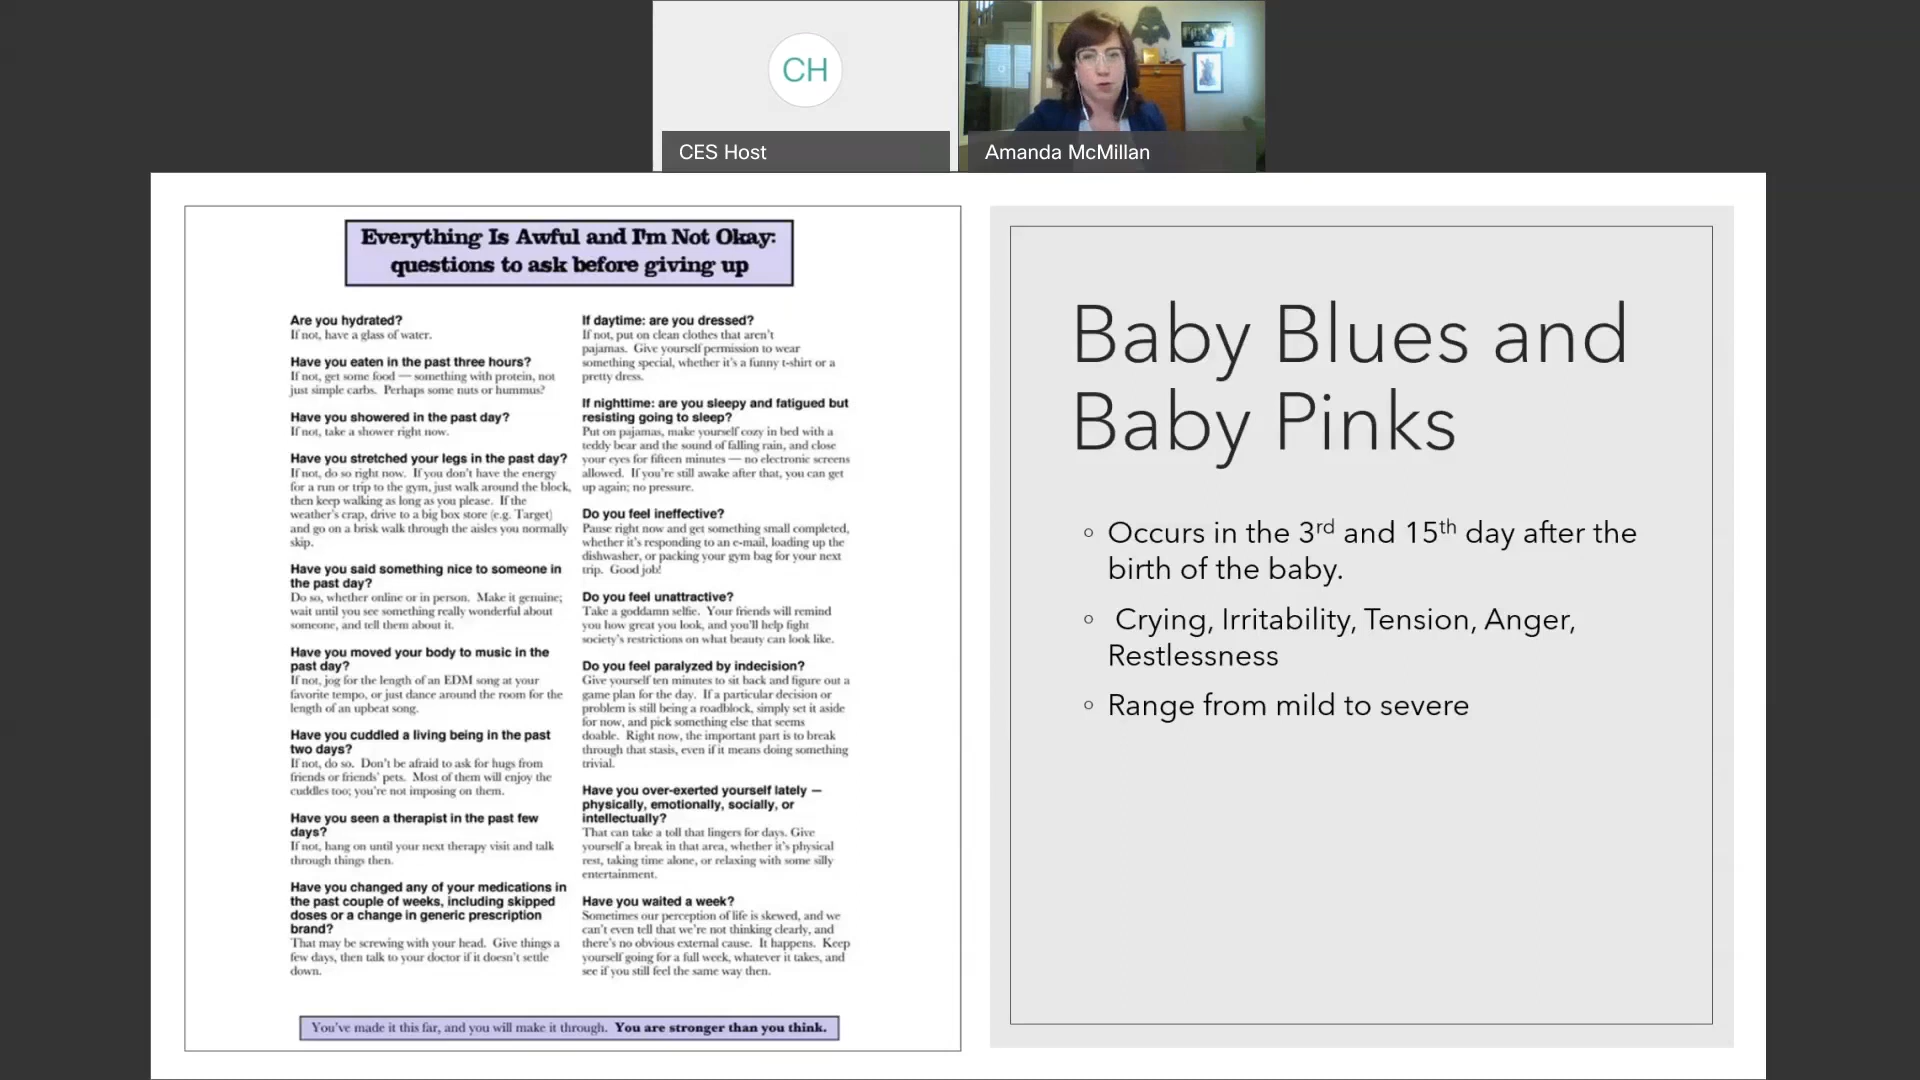 CH
CES Host
Amanda McMillan
Everything Is Awful and I'm Not Okay:
questions to ask before giving up
Are you hydrated?
If not, have a glass of water.
Have you eaten in the past three hours?
If not, get some food — something with protein, not
just simple carbs. Perhaps some nuts or hummus?
Have you showered in the past day?
If not, take a shower right now.
Have you stretched your legs in the past day?
If not, do so right now. If you don't have the energy
for a run or trip to the gym, just walk around the block,
then keep walking as long as you please. If the
weather's crap, drive to a big box store (e.g. Target)
and go on a brisk walk through the aisles you normally
skip.
Have you said something nice to someone in
the past day?
Do so, whether online or in person. Make it genuine;
wait until you see something really wonderful about
someone, and tell them about it.
Have you moved your body to music in the
past day?
If not, jog for the length of an EDM song at your
favorite tempo, or just dance around the room for the
length of an upbeat song.
Have you cuddled a living being in the past
two days?
If not, do so. Don't be afraid to ask for hugs from
friends or friends' pets. Most of them will enjoy the
cuddles too; you're not imposing on them.
Have you seen a therapist in the past few
days?
If not, hang on until your next therapy visit and talk
through things then.
Have you changed any of your medications in
the past couple of weeks, including skipped
doses or a change in generic prescription
brand?
That may be screwing with your head. Give things a
few days, then talk to your doctor if it doesn't settle
down.
If daytime: are you dressed?
If not, put on clean clothes that aren't
pajamas. Give yourself permission to wear
something special, whether it's a funny t-shirt or a
pretty dress.
If nighttime: are you sleepy and fatigued but
resisting going to sleep?
Put on pajamas, make yourself cozy in bed with a
teddy bear and the sound of falling rain, and close
your eyes for fifteen minutes — no electronic screens
allowed. If you're still awake after that, you can get
up again; no pressure.
Do you feel ineffective?
Pause right now and get something small completed,
whether it's responding to an e-mail, loading up the
dishwasher, or packing your gym bag for your next
trip. Good job!
Do you feel unattractive?
Take a goddamn selfie. Your friends will remind
you how great you look, and you'll help fight
society's restrictions on what beauty can look like.
Do you feel paralyzed by indecision?
Give yourself ten minutes to sit back and figure out a
game plan for the day. If a particular decision or
problem is still being a roadblock, simply set it aside
for now, and pick something else that seems
doable. Right now, the important part is to break
through that stasis, even if it means doing something
trivial.
Have you over-exerted yourself lately —
physically, emotionally, socially, or
intellectually?
That can take a toll that lingers for days. Give
yourself a break in that area, whether it's physical
rest, taking time alone, or relaxing with some silly
entertainment.
Have you waited a week?
Sometimes our perception of life is skewed, and we
can't even tell that we're not thinking clearly, and
there's no obvious external cause. It happens. Keep
yourself going for a full week, whatever it takes, and
see if you still feel the same way then.
You've made it this far, and you will make it through. You are stronger than you think.
Baby Blues and
Baby Pinks
◦ Occurs in the 3rd and 15th day after the
birth of the baby.
◦ Crying, Irritability, Tension, Anger,
Restlessness
◦ Range from mild to severe